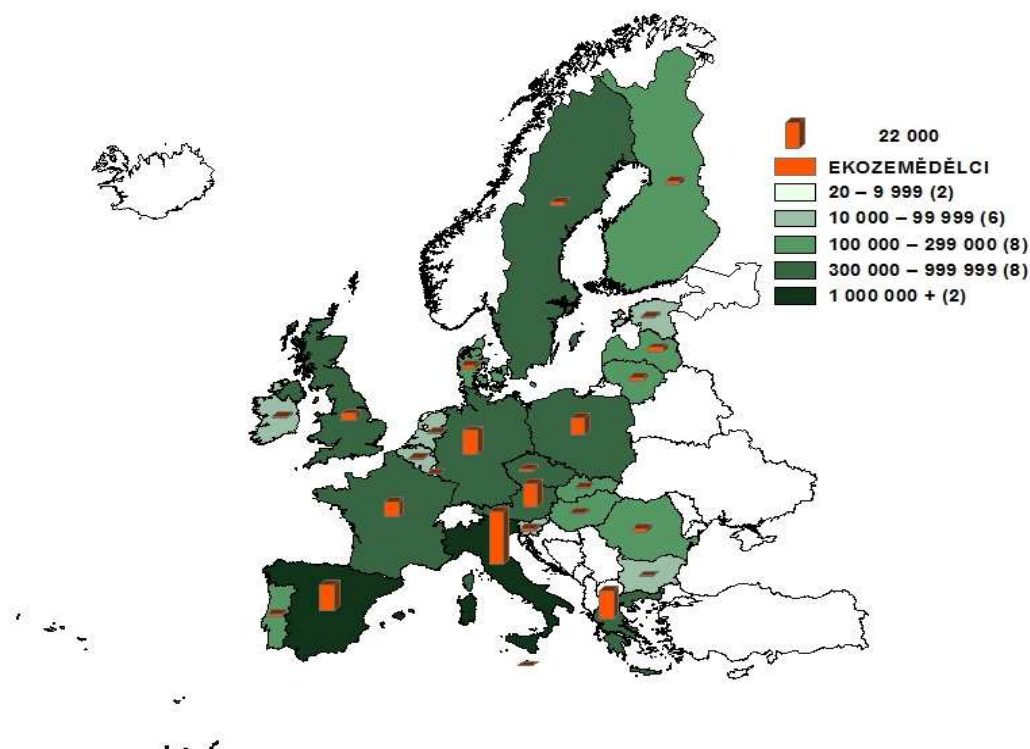 22 000
EKOZEMĚDĚLCI
20 – 9 999 (2)
10 000 – 99 999 (6)
100 000 – 299 000 (8)
300 000 – 999 999 (8)
1 000 000 + (2)